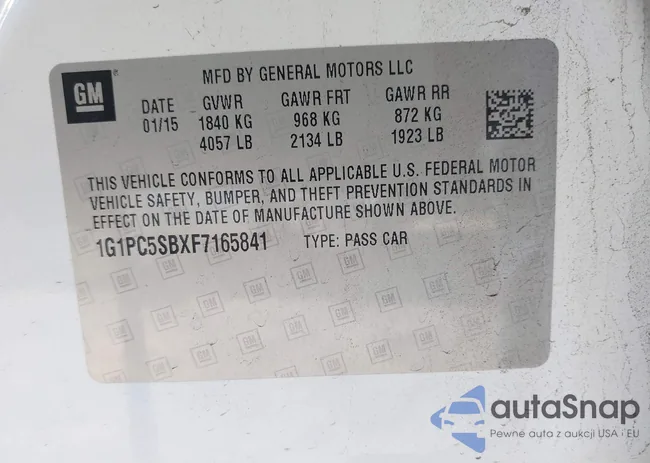 GM
MFD BY GENERAL MOTORS LLC
DATE GVWR GAWR FRT GAWR RR
01/15 1840 KG 968 KG 872 KG
4057 LB 2134 LB 1923 LB
THIS VEHICLE CONFORMS TO ALL APPLICABLE U.S. FEDERAL MOTOR
VEHICLE SAFETY, BUMPER, AND THEFT PREVENTION STANDARDS IN
EFFECT ON THE DATE OF MANUFACTURE SHOWN ABOVE.
1G1PC5SBXF7165841 TYPE: PASS CAR
autaSnap
Pewne auta z aukcji USA i EU